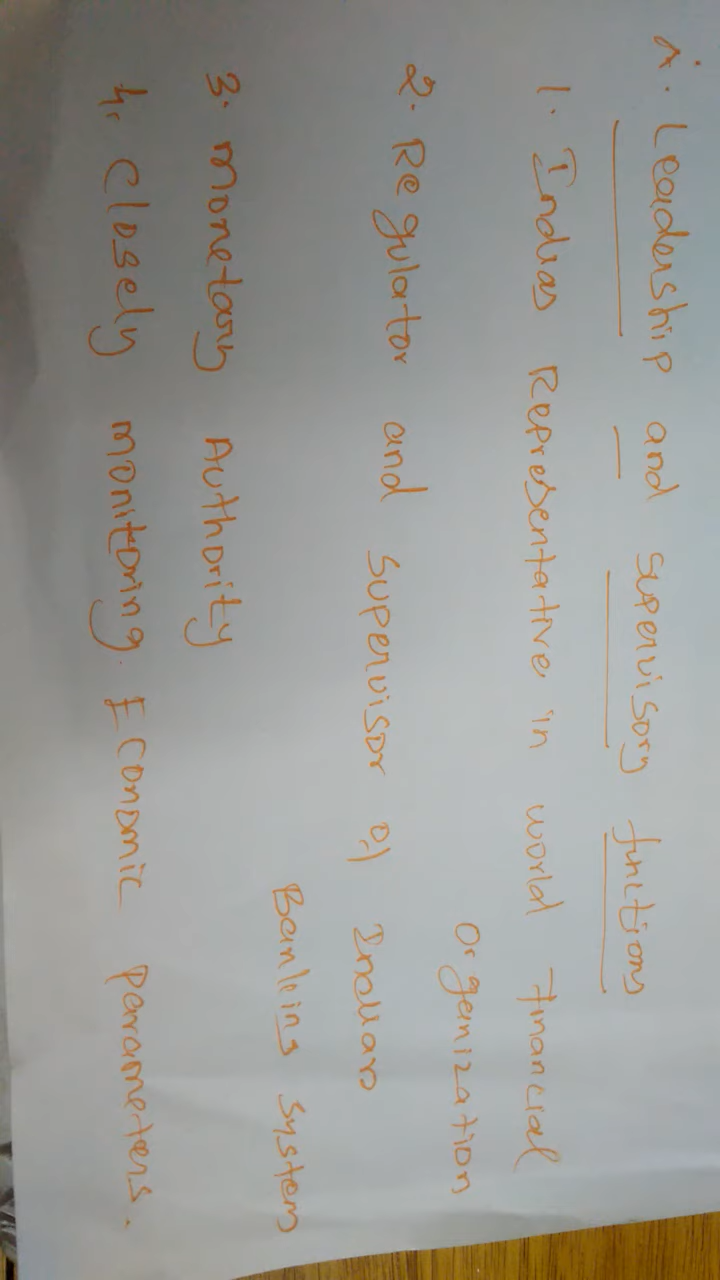 i. Leadership and supervisory functions
1. Indias Representative in world Financial
Organization
2. Regulator and Supervisor of Indian
Banking System
3. Monetary Authority
4. closely monitoring. Economic Parameters.